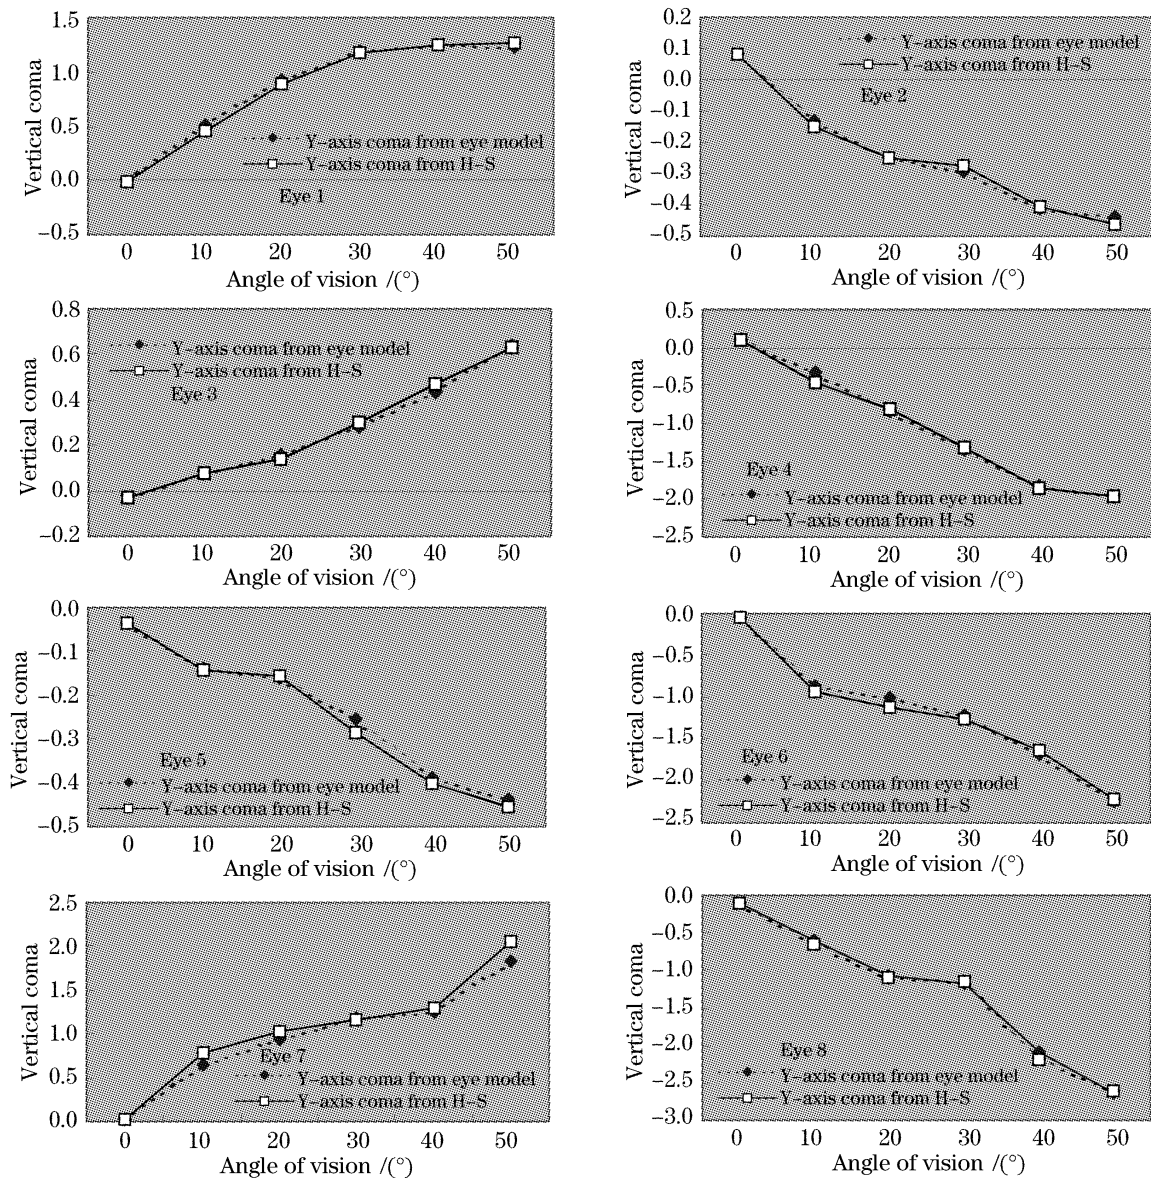 1.5
1.0
0.5
0.0
−0.5
Vertical coma
Y−axis coma from eye model
Y−axis coma from H−S
Eye 1
0 10 20 30 40 50
Angle of vision /(°)
0.2
0.1
0.0
−0.1
−0.2
−0.3
−0.4
−0.5
Vertical coma
Y−axis coma from eye model
Y−axis coma from H−S
Eye 2
0 10 20 30 40 50
Angle of vision /(°)
0.8
0.6
0.4
0.2
0.0
−0.2
Vertical coma
Y−axis coma from eye model
Y−axis coma from H−S
Eye 3
0 10 20 30 40 50
Angle of vision /(°)
0.5
0.0
−0.5
−1.0
−1.5
−2.0
−2.5
Vertical coma
Eye 4
Y−axis coma from eye model
Y−axis coma from H−S
0 10 20 30 40 50
Angle of vision /(°)
0.0
−0.1
−0.2
−0.3
−0.4
−0.5
Vertical coma
Eye 5
Y−axis coma from eye model
Y−axis coma from H−S
0 10 20 30 40 50
Angle of vision /(°)
0.0
−0.5
−1.0
−1.5
−2.0
−2.5
Vertical coma
Eye 6
Y−axis coma from eye model
Y−axis coma from H−S
0 10 20 30 40 50
Angle of vision /(°)
2.5
2.0
1.5
1.0
0.5
0.0
Vertical coma
Eye 7
Y−axis coma from eye model
Y−axis coma from H−S
0 10 20 30 40 50
Angle of vision /(°)
0.0
−0.5
−1.0
−1.5
−2.0
−2.5
−3.0
Vertical coma
Eye 8
Y−axis coma from eye model
Y−axis coma from H−S
0 10 20 30 40 50
Angle of vision /(°)